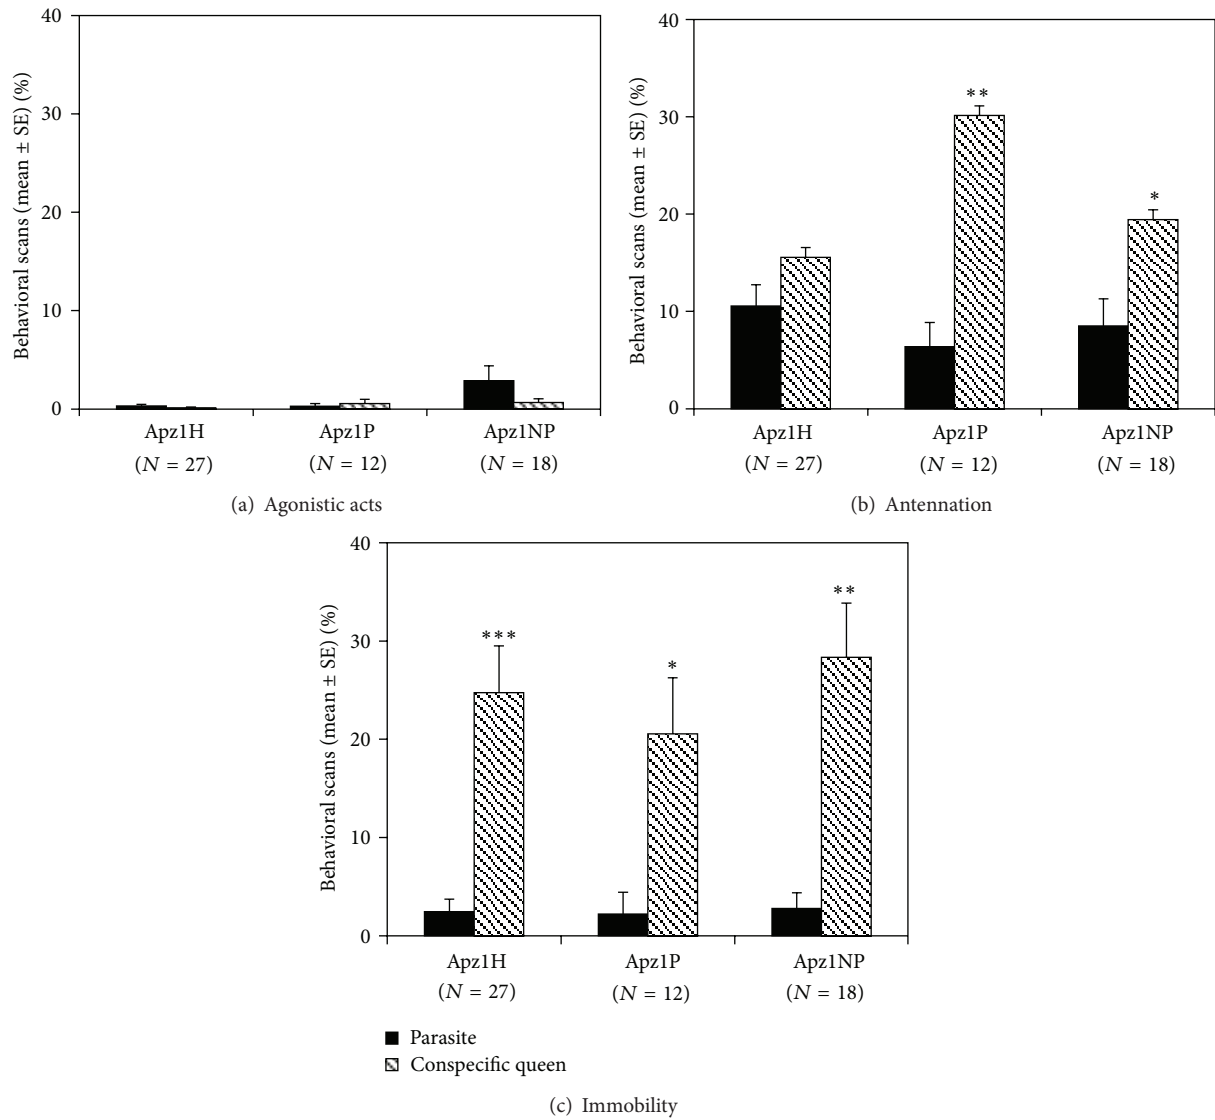 Behavioral scans (mean ± SE) (%)
40
30
20
10
0
Apz1H
Apz1P
Apz1NP
(N = 27)
(N = 12)
(N = 18)
(a) Agonistic acts
Behavioral scans (mean ± SE) (%)
40
30
20
10
0
**
*
Apz1H
Apz1P
Apz1NP
(N = 27)
(N = 12)
(N = 18)
(b) Antennation
Behavioral scans (mean ± SE) (%)
40
30
20
10
0
***
*
**
Apz1H
Apz1P
Apz1NP
(N = 27)
(N = 12)
(N = 18)
Parasite
Conspecific queen
(c) Immobility